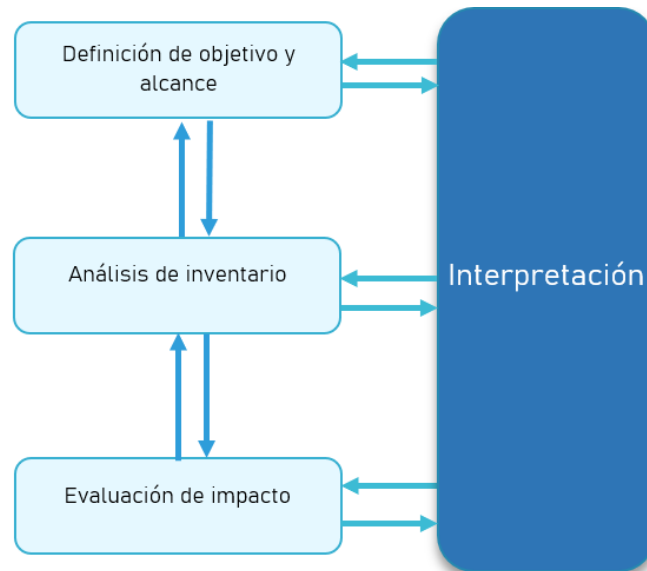 Definición de objetivo y
alcance
Análisis de inventario
Interpretación
Evaluación de impacto